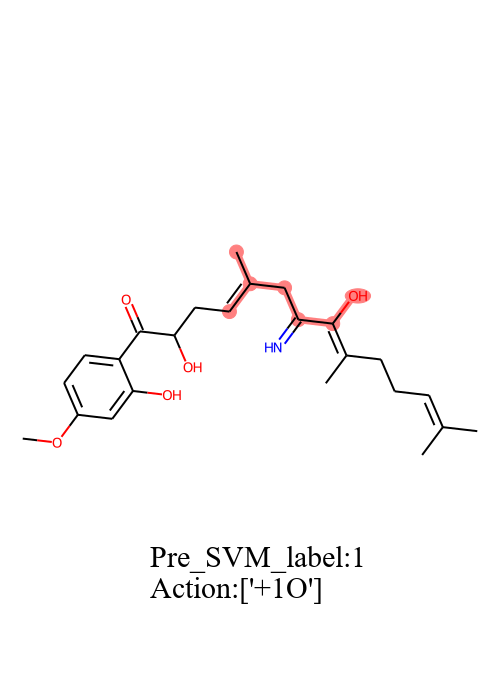 O
OH
HN
OH
OH
O
Pre_SVM_label:1
Action:['+1O']